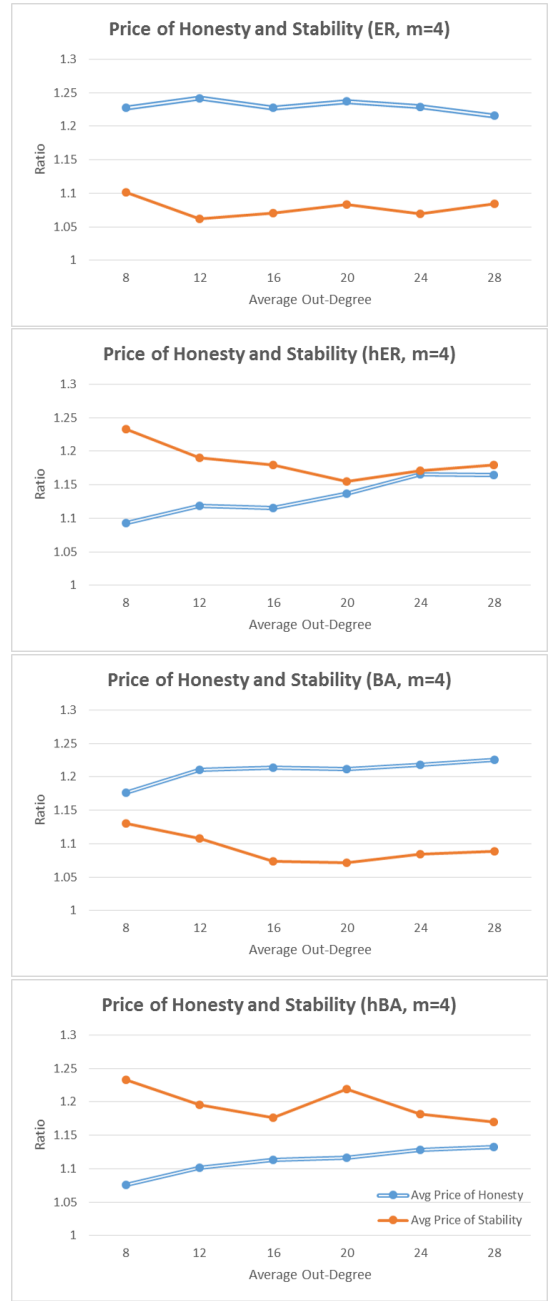 Price of Honesty and Stability (ER, m=4)
1.3
1.25
1.2
1.15
1.1
1.05
1
Ratio
8 12 16 20 24 28
Average Out-Degree
Price of Honesty and Stability (hER, m=4)
1.3
1.25
1.2
1.15
1.1
1.05
1
Ratio
8 12 16 20 24 28
Average Out-Degree
Price of Honesty and Stability (BA, m=4)
1.3
1.25
1.2
1.15
1.1
1.05
1
Ratio
8 12 16 20 24 28
Average Out-Degree
Price of Honesty and Stability (hBA, m=4)
1.3
1.25
1.2
1.15
1.1
1.05
1
Ratio
Avg Price of Honesty
Avg Price of Stability
8 12 16 20 24 28
Average Out-Degree